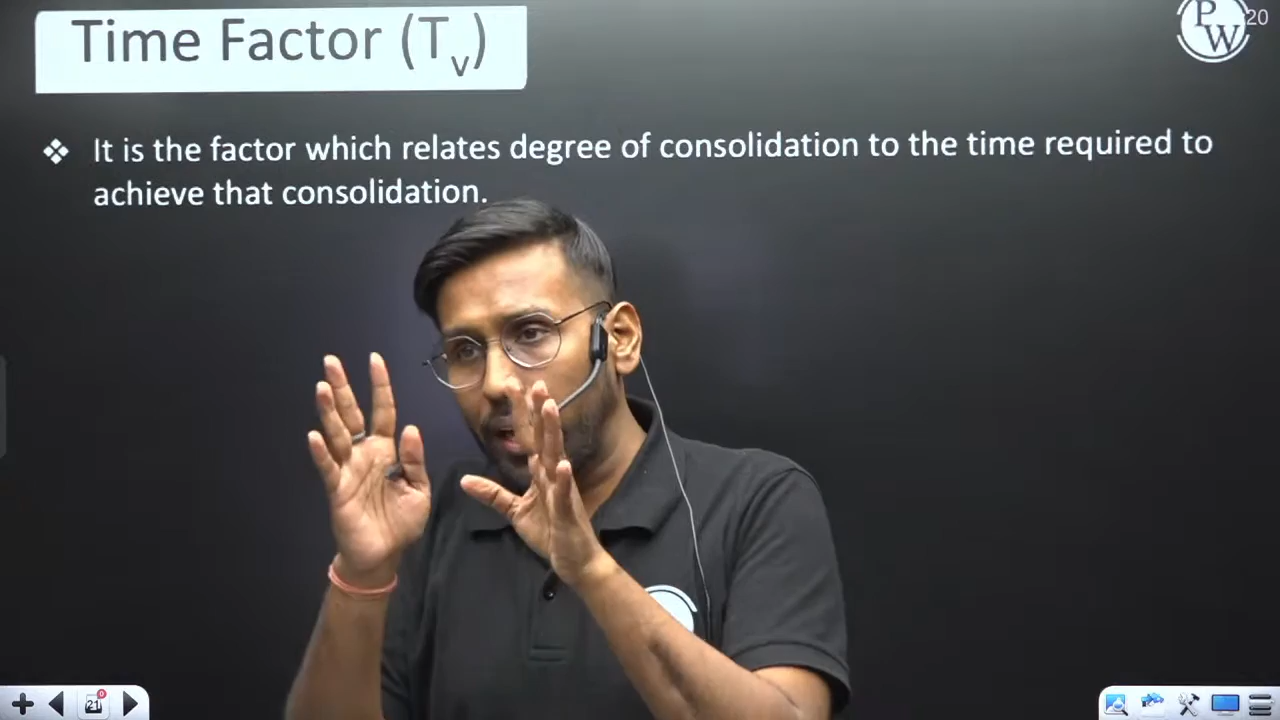 Time Factor (Tv)
PW
20
❖ It is the factor which relates degree of consolidation to the time required to
achieve that consolidation.
21
0